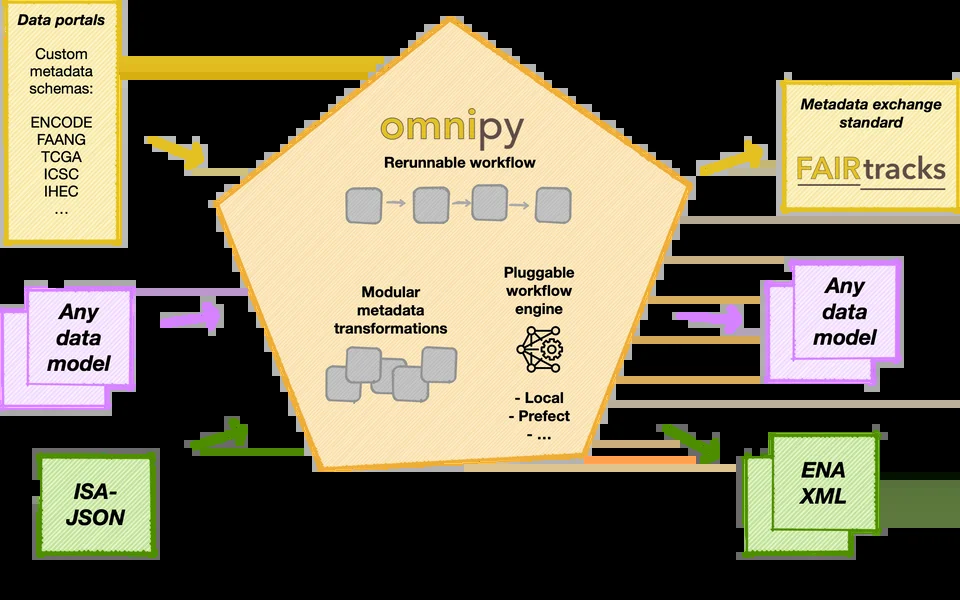 Data portals
Custom
metadata
schemas:
ENCODE
FAANG
TCGA
ICSC
IHEC
...
omnipy
Rerunnable workflow
Modular
metadata
transformations
Pluggable
workflow
engine
- Local
- Prefect
- ...
Any
data
model
ISA-
JSON
Metadata exchange
standard
FAIRtracks
Any
data
model
ENA
XML